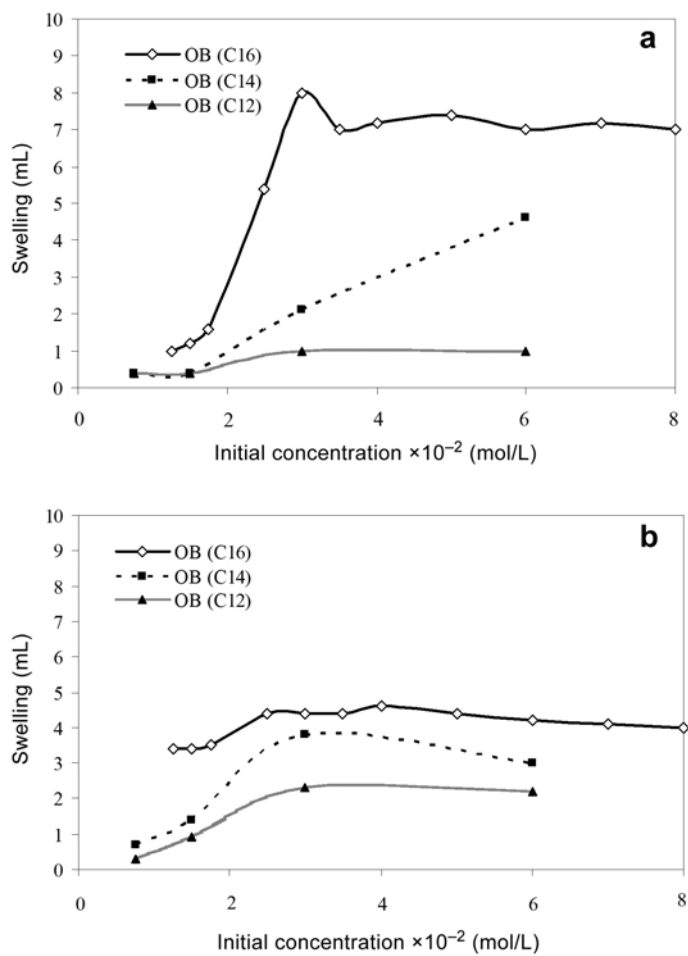 a
10
9
8
7
6
5
4
3
2
1
0
Swelling (mL)
OB (C16)
OB (C14)
OB (C12)
0 2 4 6 8
Initial concentration ×10⁻² (mol/L)
b
10
9
8
7
6
5
4
3
2
1
0
Swelling (mL)
OB (C16)
OB (C14)
OB (C12)
0 2 4 6 8
Initial concentration ×10⁻² (mol/L)